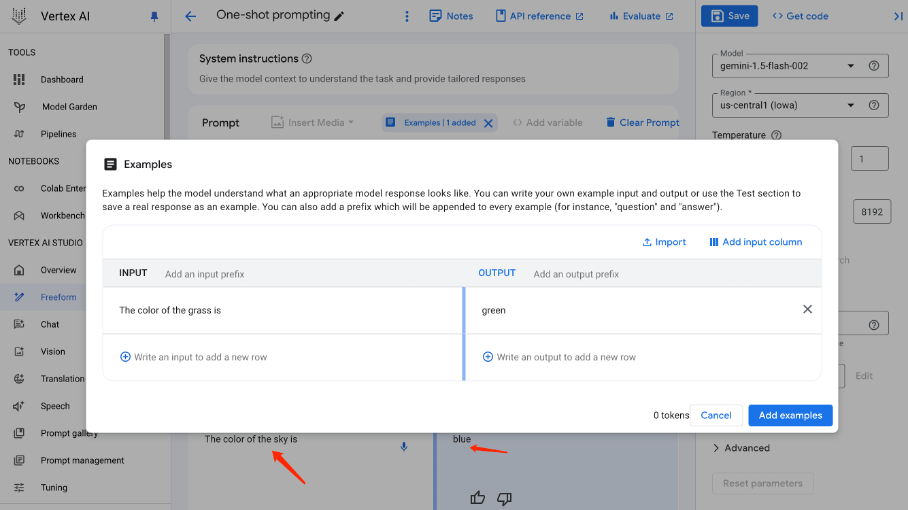 Vertex AI
One-shot prompting
Notes
API reference
Evaluate
Save
Get code
TOOLS
Dashboard
Model Garden
Pipelines
NOTEBOOKS
Colab Enter
Workbench
VERTEX AI STUDIO
Overview
Freeform
Chat
Vision
Translation
Speech
Prompt gallery
Prompt management
Tuning
System instructions
Give the model context to understand the task and provide tailored responses
Prompt
Insert Media
Examples | 1 added
Add variable
Clear Prompt
Examples
Examples help the model understand what an appropriate model response looks like. You can write your own example input and output or use the Test section to
save a real response as an example. You can also add a prefix which will be appended to every example (for instance, "question" and "answer").
Import
Add input column
INPUT
Add an input prefix
OUTPUT
Add an output prefix
The color of the grass is
green
Write an input to add a new row
Write an output to add a new row
0 tokens
Cancel
Add examples
The color of the sky is
blue
Model
gemini-1.5-flash-002
Region *
us-central1 (Iowa)
Temperature
1
8192
Edit
Advanced
Reset parameters